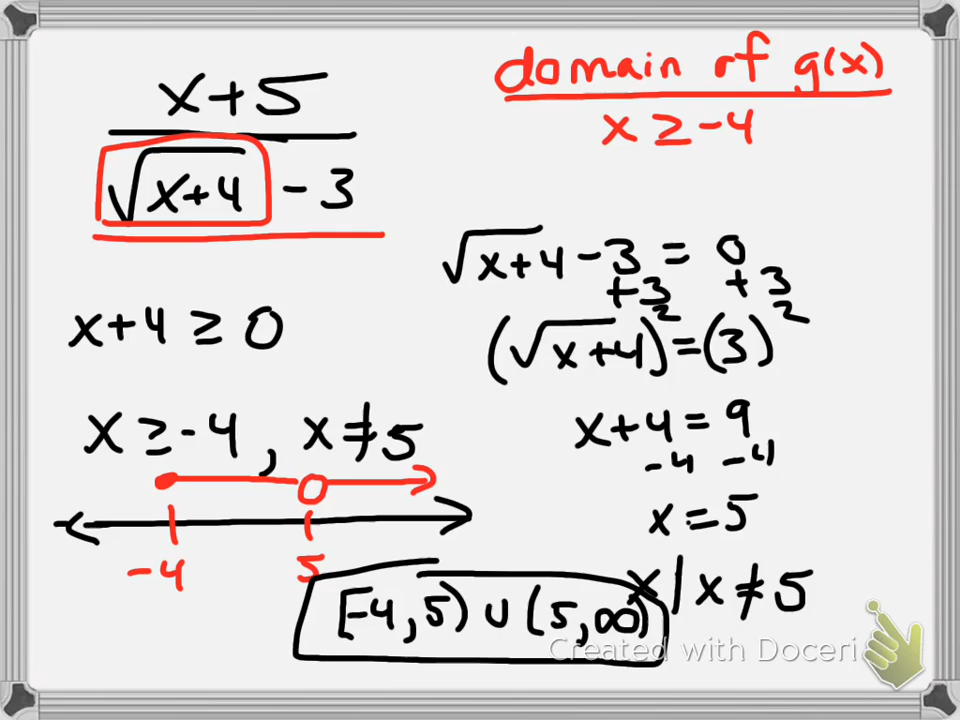 x+5
√x+4 - 3
domain of g(x)
x ≥ -4
x+4 ≥ 0
x ≥ -4, x ≠ 5
-4 5
√x+4 - 3 = 0
+3 +3
(√x+4)² = (3)²
x+4 = 9
-4 -4
x = 5
x | x ≠ 5
[-4, 5) ∪ (5, ∞)
Created with Doceri